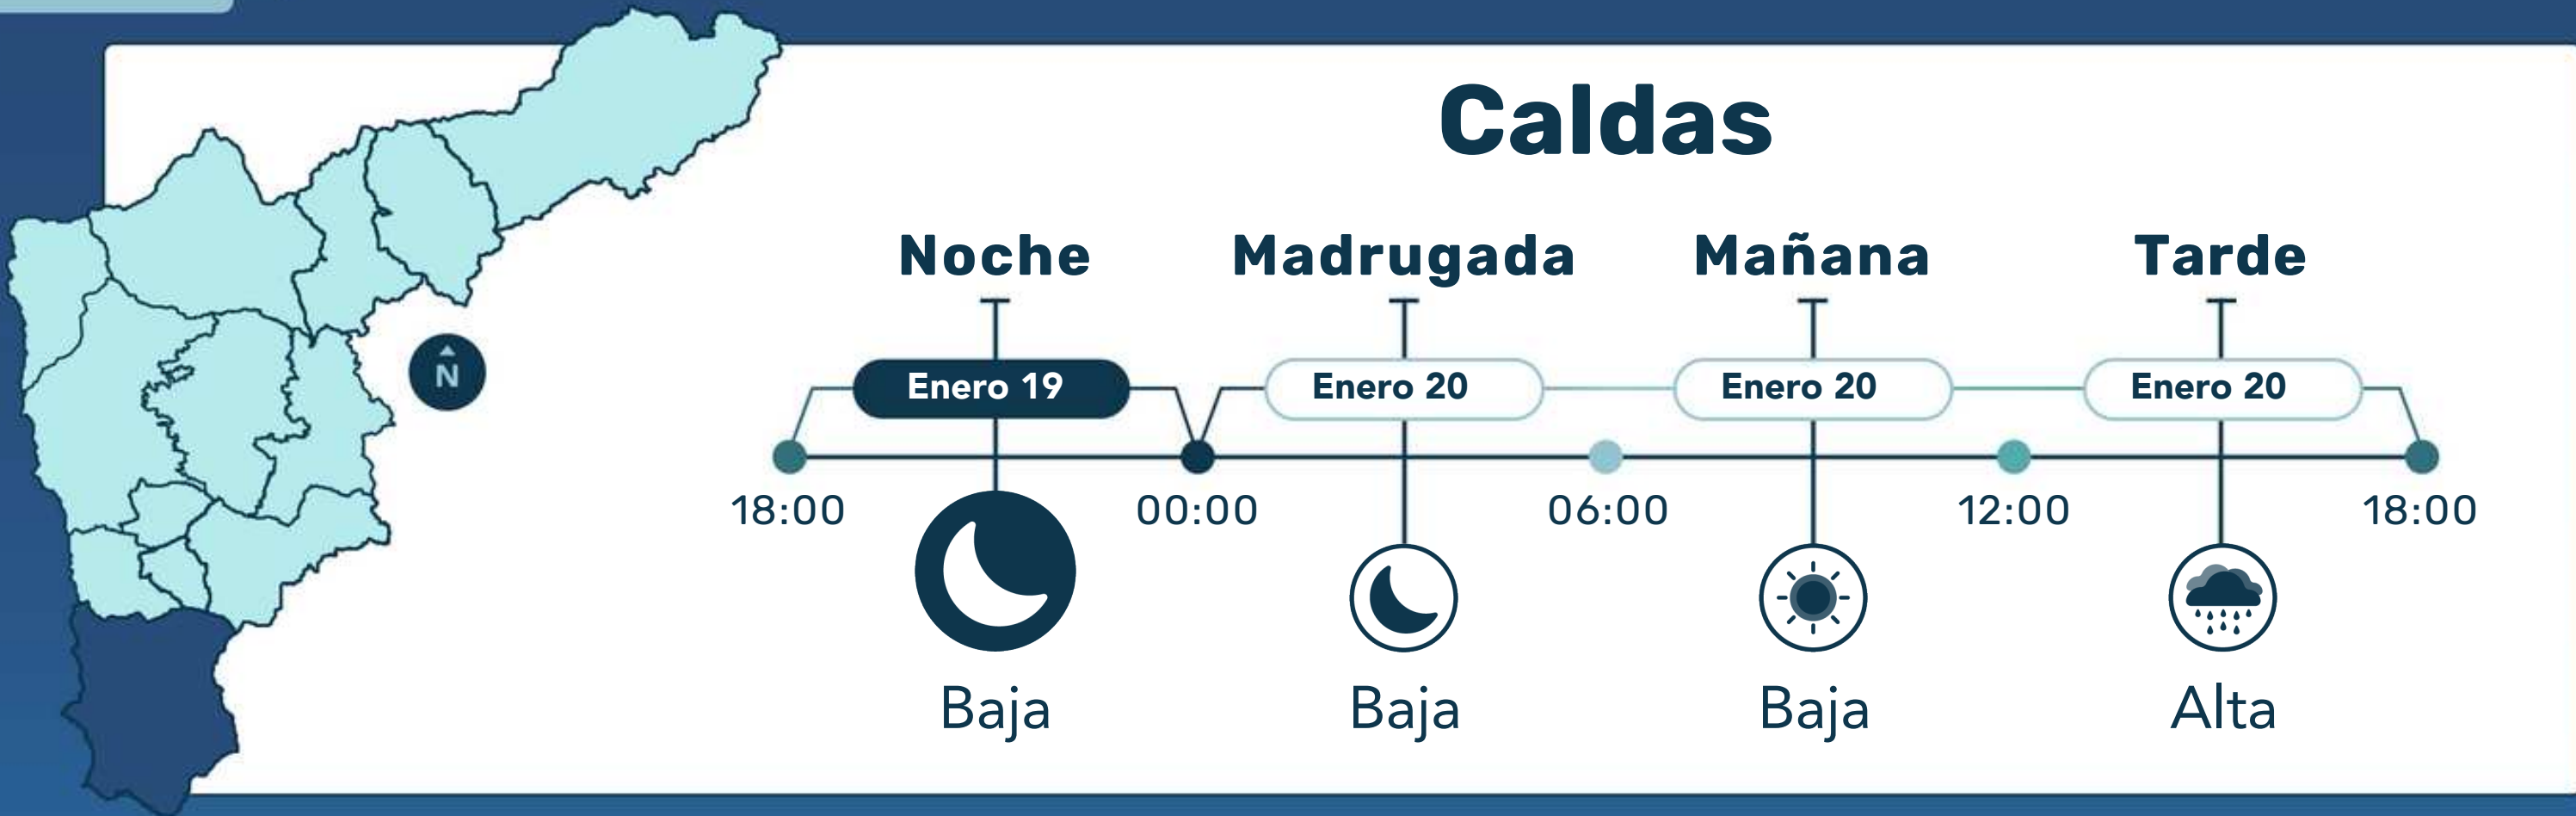 Caldas
Noche
Madrugada
Mañana
Tarde
Enero 19
Enero 20
Enero 20
Enero 20
N
18:00
00:00
06:00
12:00
18:00
Baja
Baja
Baja
Alta